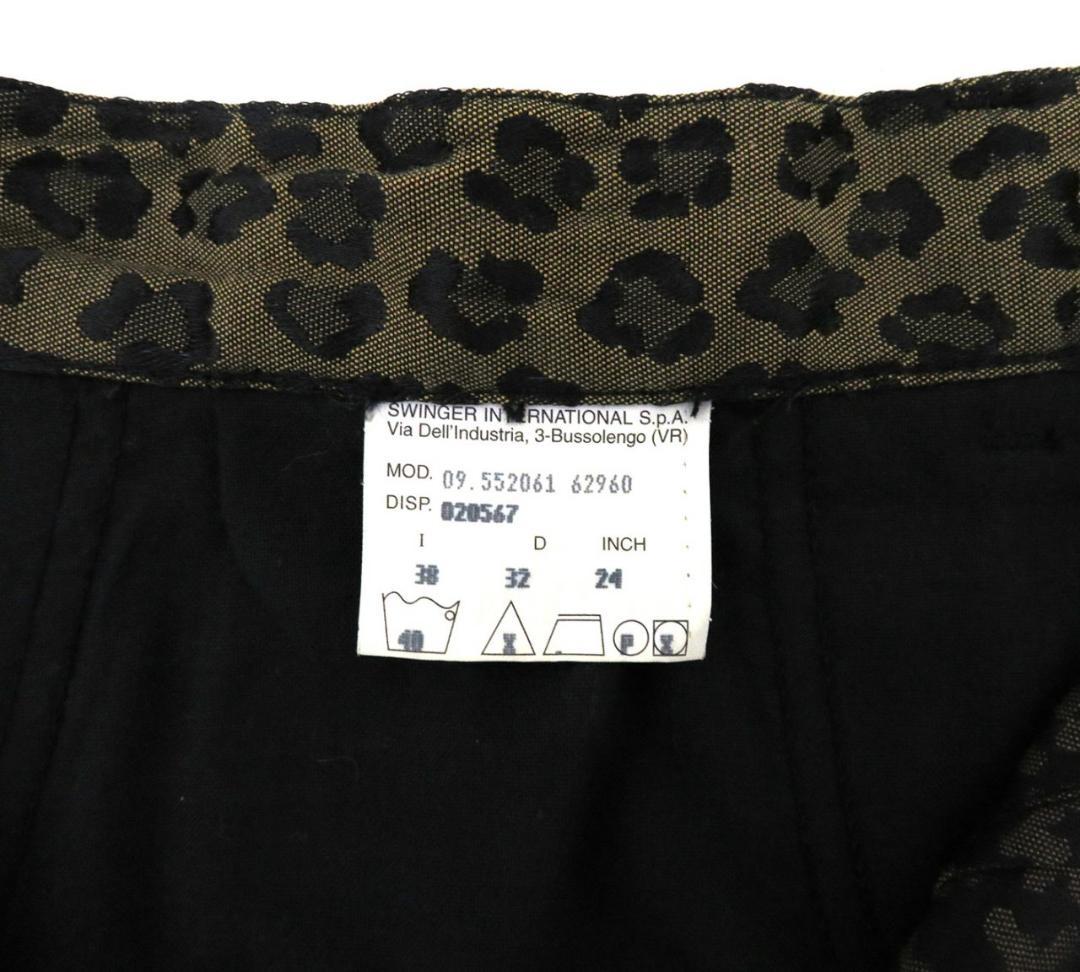 SWINGER INTERNATIONAL S.p.A.
Via Dell'Industria, 3-Bussolengo (VR)
MOD. 09.552061 62960
DISP. 020567
I D INCH
38 32 24
40 X P X